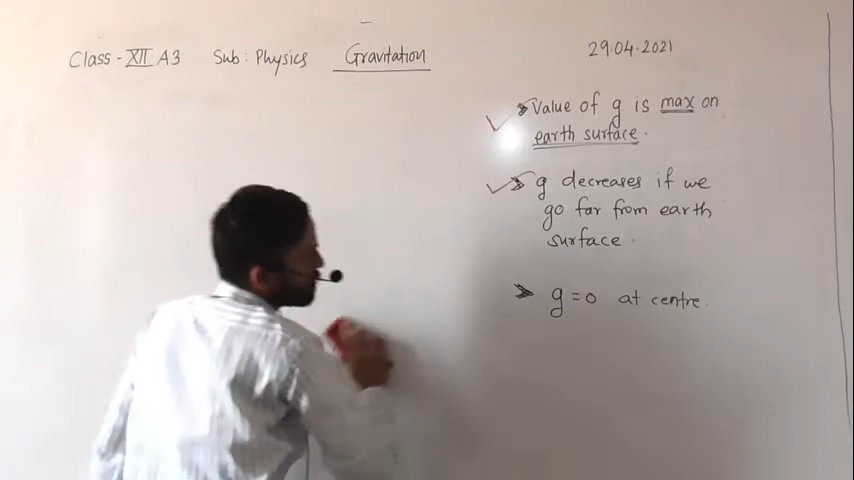 Class - XII A3 Sub: Physics Gravitation 29.04.2021
Value of g is max on
earth surface.
g decreases if we
go far from earth
surface.
g = 0 at centre.